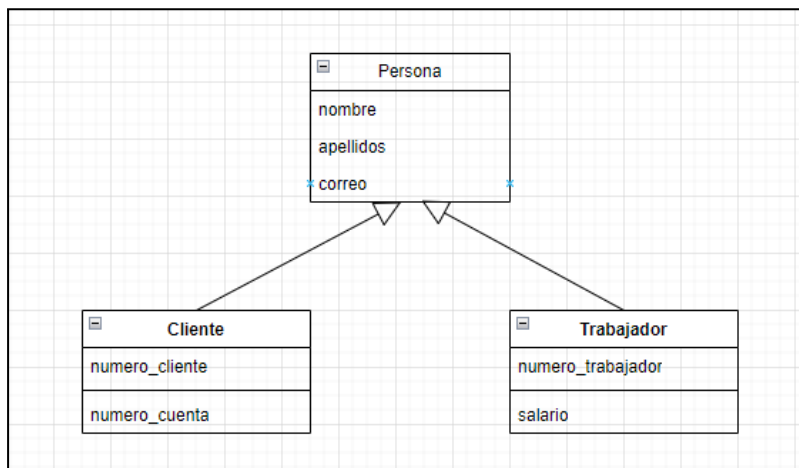 Persona
nombre
apellidos
correo
Cliente
numero_cliente
numero_cuenta
Trabajador
numero_trabajador
salario